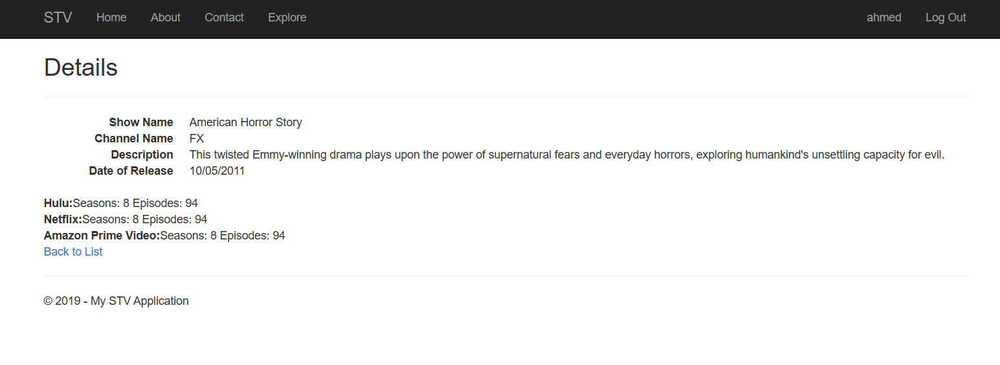 STV Home About Contact Explore ahmed Log Out
Details
Show Name American Horror Story
Channel Name FX
Description This twisted Emmy-winning drama plays upon the power of supernatural fears and everyday horrors, exploring humankind's unsettling capacity for evil.
Date of Release 10/05/2011
Hulu:Seasons: 8 Episodes: 94
Netflix:Seasons: 8 Episodes: 94
Amazon Prime Video:Seasons: 8 Episodes: 94
Back to List
© 2019 - My STV Application